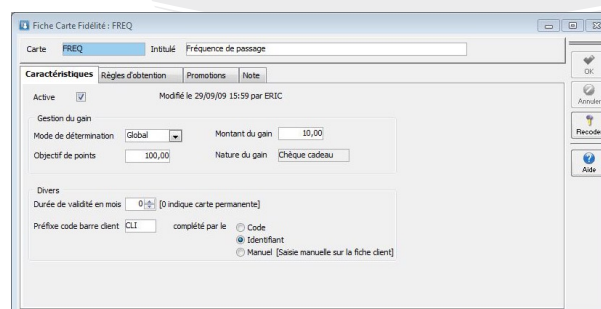 Fiche Carte Fidélité : FREQ
Carte FREQ Intitulé Fréquence de passage
Caractéristiques Règles d'obtention Promotions Note
OK
Active Modifié le 29/09/09 15:59 par ERIC
Annuler
Gestion du gain
Mode de détermination Global Montant du gain 10,00
Recoder
Objectif de points 100,00 Nature du gain Chèque cadeau
Aide
Divers
Durée de validité en mois 0 [0 indique carte permanente]
Préfixe code barre client CLI complété par le Code
Identifiant
Manuel [Saisie manuelle sur la fiche client]